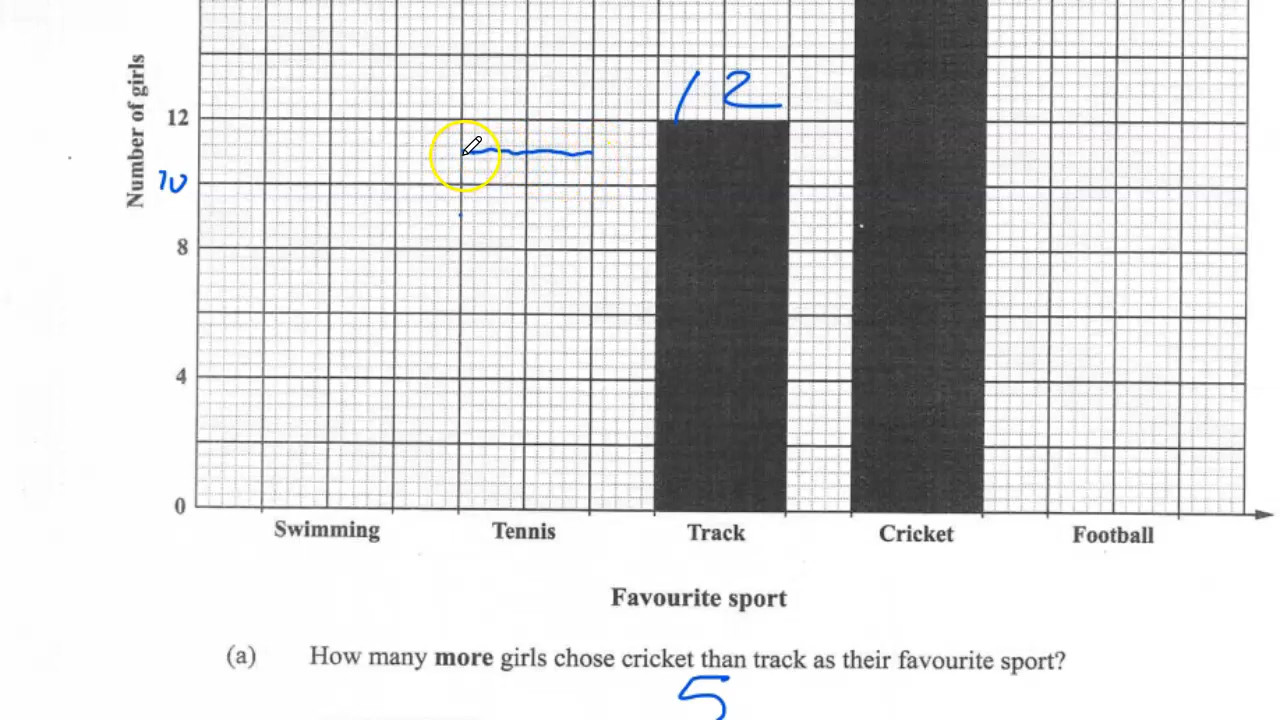 Number of girls
12
12
10
8
4
0
Swimming Tennis Track Cricket Football
Favourite sport
(a) How many more girls chose cricket than track as their favourite sport?
5